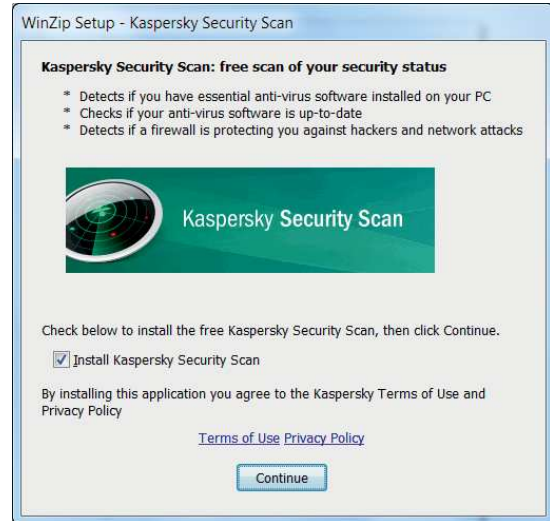 WinZip Setup - Kaspersky Security Scan
Kaspersky Security Scan: free scan of your security status
* Detects if you have essential anti-virus software installed on your PC
* Checks if your anti-virus software is up-to-date
* Detects if a firewall is protecting you against hackers and network attacks
Kaspersky Security Scan
Check below to install the free Kaspersky Security Scan, then click Continue.
Install Kaspersky Security Scan
By installing this application you agree to the Kaspersky Terms of Use and
Privacy Policy
Terms of Use Privacy Policy
Continue